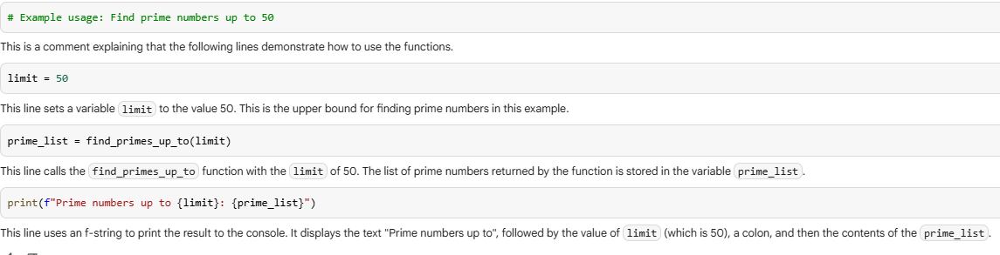 # Example usage: Find prime numbers up to 50
This is a comment explaining that the following lines demonstrate how to use the functions.
limit = 50
This line sets a variable limit to the value 50. This is the upper bound for finding prime numbers in this example.
prime_list = find_primes_up_to(limit)
This line calls the find_primes_up_to function with the limit of 50. The list of prime numbers returned by the function is stored in the variable prime_list.
print(f"Prime numbers up to {limit}: {prime_list}")
This line uses an f-string to print the result to the console. It displays the text "Prime numbers up to", followed by the value of limit (which is 50), a colon, and then the contents of the prime_list.